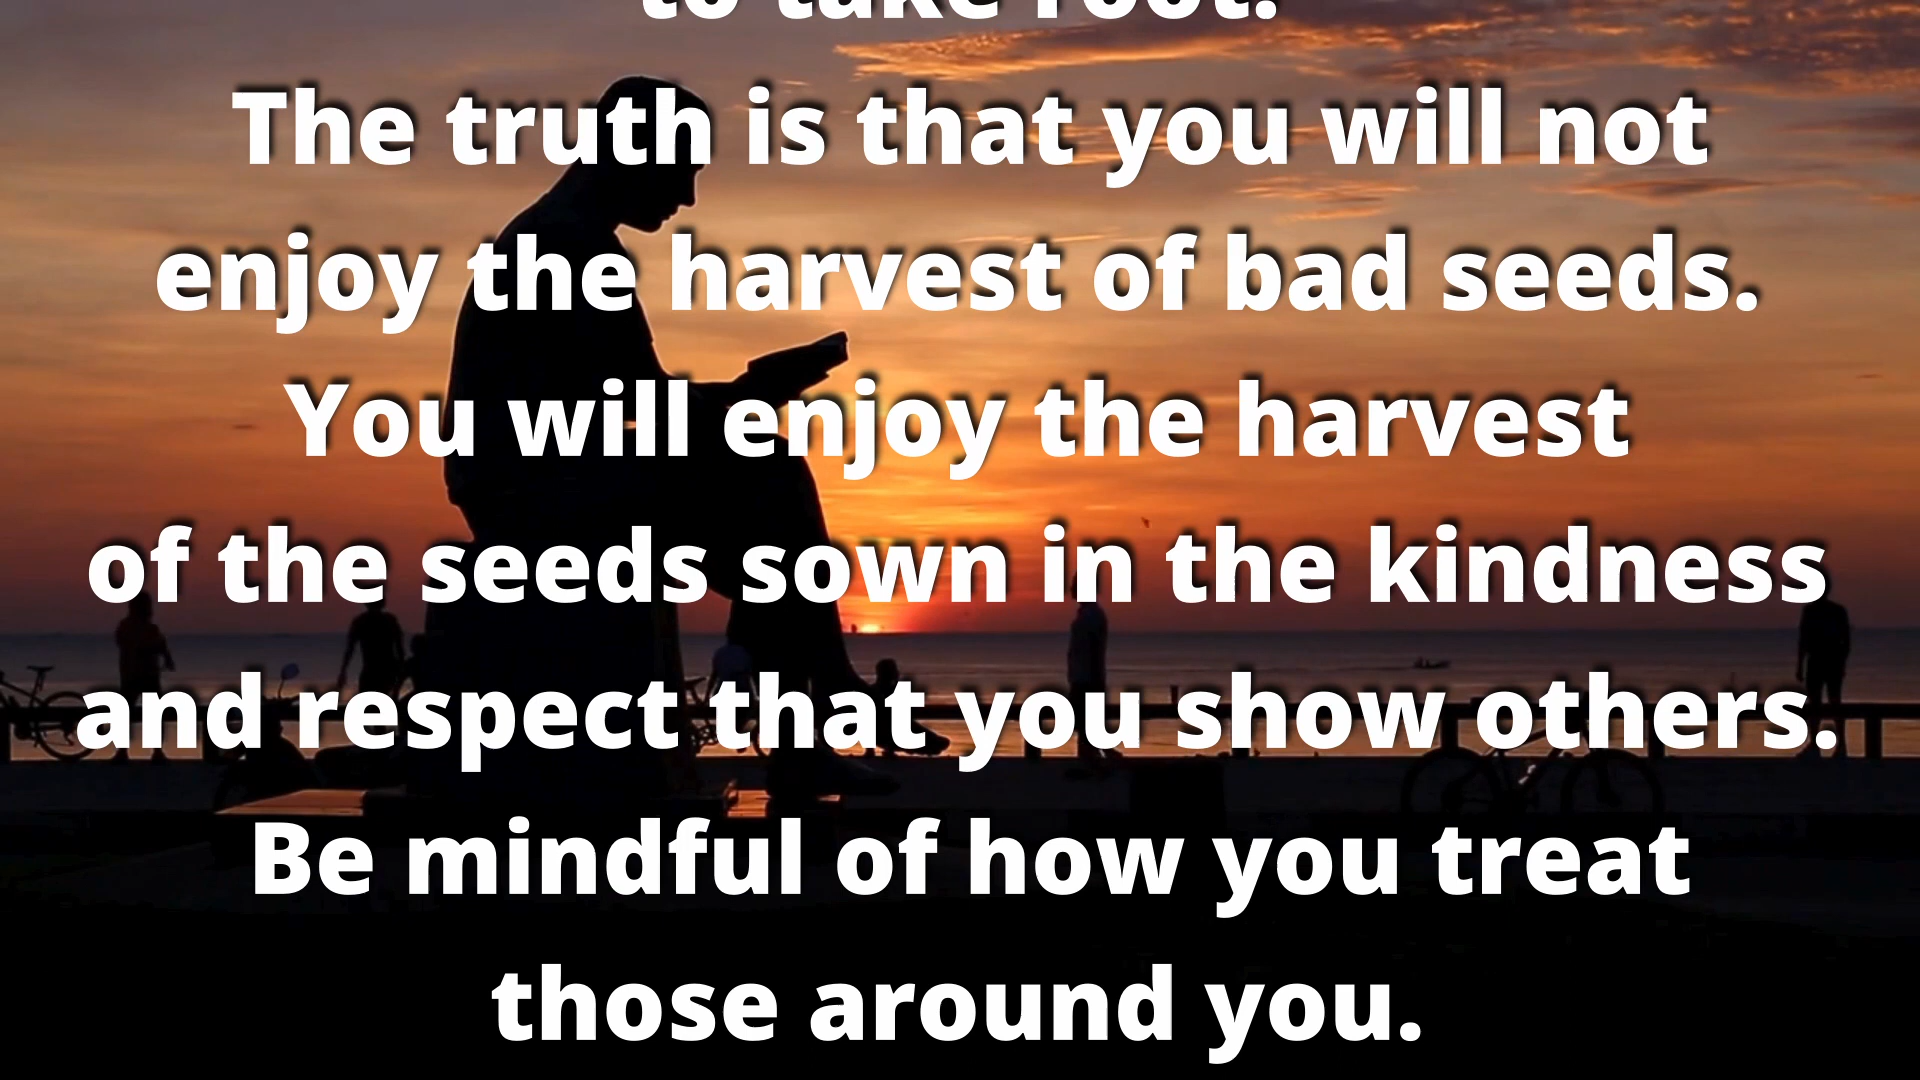 to take root.
The truth is that you will not
enjoy the harvest of bad seeds.
You will enjoy the harvest
of the seeds sown in the kindness
and respect that you show others.
Be mindful of how you treat
those around you.